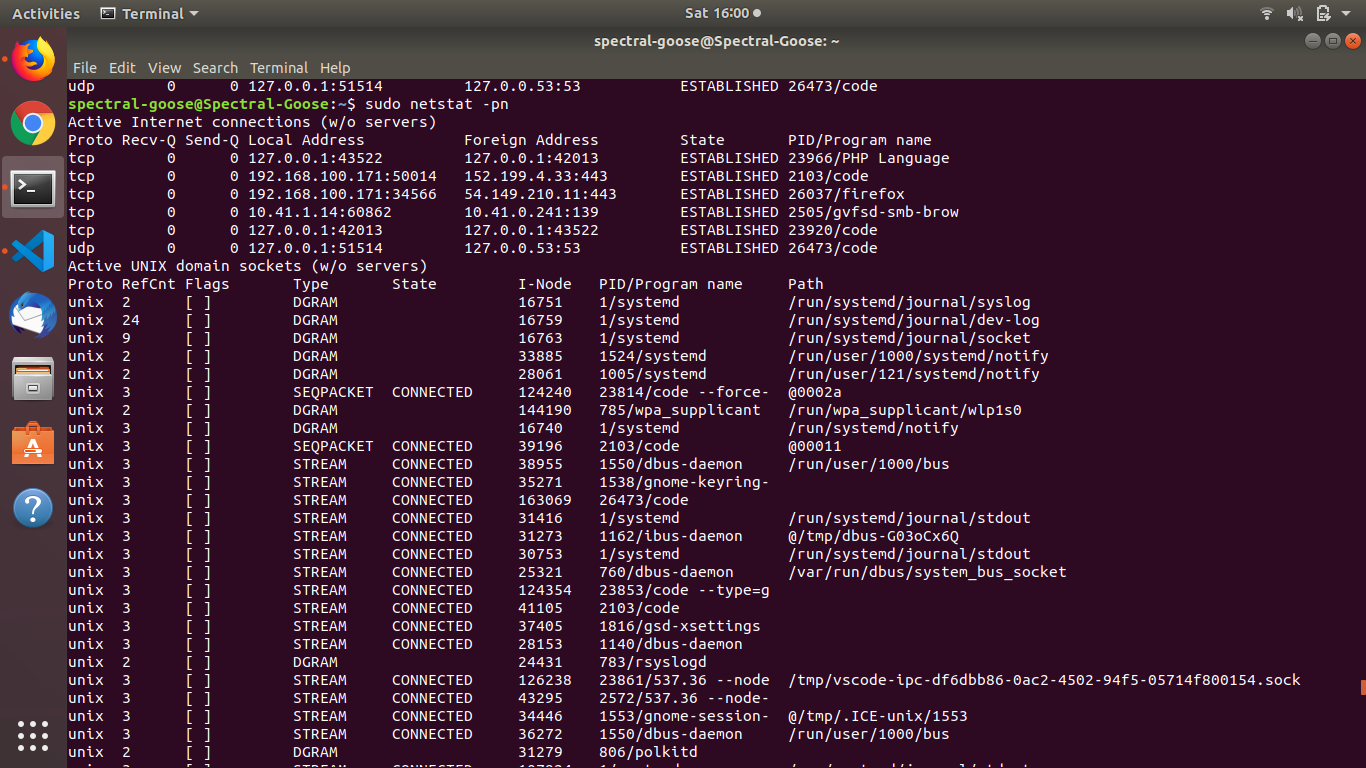 Activities Terminal Sat 16:00
spectral-goose@Spectral-Goose: ~
File Edit View Search Terminal Help
udp        0      0 127.0.0.1:51514         127.0.0.53:53           ESTABLISHED 26473/code
spectral-goose@Spectral-Goose:~$ sudo netstat -pn
Active Internet connections (w/o servers)
Proto Recv-Q Send-Q Local Address           Foreign Address         State       PID/Program name
tcp        0      0 127.0.0.1:43522         127.0.0.1:42013         ESTABLISHED 23966/PHP Language
tcp        0      0 192.168.100.171:50014   152.199.4.33:443        ESTABLISHED 2103/code
tcp        0      0 192.168.100.171:34566   54.149.210.11:443       ESTABLISHED 26037/firefox
tcp        0      0 10.41.1.14:60862        10.41.0.241:139         ESTABLISHED 2505/gvfsd-smb-brow
tcp        0      0 127.0.0.1:42013         127.0.0.1:43522         ESTABLISHED 23920/code
udp        0      0 127.0.0.1:51514         127.0.0.53:53           ESTABLISHED 26473/code
Active UNIX domain sockets (w/o servers)
Proto RefCnt Flags       Type       State         I-Node   PID/Program name     Path
unix  2      [ ]         DGRAM                    16751    1/systemd            /run/systemd/journal/syslog
unix  24     [ ]         DGRAM                    16759    1/systemd            /run/systemd/journal/dev-log
unix  9      [ ]         DGRAM                    16763    1/systemd            /run/systemd/journal/socket
unix  2      [ ]         DGRAM                    33885    1524/systemd         /run/user/1000/systemd/notify
unix  2      [ ]         DGRAM                    28061    1005/systemd         /run/user/121/systemd/notify
unix  3      [ ]         SEQPACKET  CONNECTED     124240   23814/code --force-  @0002a
unix  2      [ ]         DGRAM                    144190   785/wpa_supplicant   /run/wpa_supplicant/wlp1s0
unix  3      [ ]         DGRAM                    16740    1/systemd            /run/systemd/notify
unix  3      [ ]         SEQPACKET  CONNECTED     39196    2103/code            @00011
unix  3      [ ]         STREAM     CONNECTED     38955    1550/dbus-daemon     /run/user/1000/bus
unix  3      [ ]         STREAM     CONNECTED     35271    1538/gnome-keyring-
unix  3      [ ]         STREAM     CONNECTED     163069   26473/code
unix  3      [ ]         STREAM     CONNECTED     31416    1/systemd            /run/systemd/journal/stdout
unix  3      [ ]         STREAM     CONNECTED     31273    1162/ibus-daemon     @/tmp/dbus-G03oCx6Q
unix  3      [ ]         STREAM     CONNECTED     30753    1/systemd            /run/systemd/journal/stdout
unix  3      [ ]         STREAM     CONNECTED     25321    760/dbus-daemon      /var/run/dbus/system_bus_socket
unix  3      [ ]         STREAM     CONNECTED     124354   23853/code --type=g
unix  3      [ ]         STREAM     CONNECTED     41105    2103/code
unix  3      [ ]         STREAM     CONNECTED     37405    1816/gsd-xsettings
unix  3      [ ]         STREAM     CONNECTED     28153    1140/dbus-daemon
unix  2      [ ]         DGRAM                    24431    783/rsyslogd
unix  3      [ ]         STREAM     CONNECTED     126238   23861/537.36 --node  /tmp/vscode-ipc-df6dbb86-0ac2-4502-94f5-05714f800154.sock
unix  3      [ ]         STREAM     CONNECTED     43295    2572/537.36 --node-
unix  3      [ ]         STREAM     CONNECTED     34446    1553/gnome-session-  @/tmp/.ICE-unix/1553
unix  3      [ ]         STREAM     CONNECTED     36272    1550/dbus-daemon     /run/user/1000/bus
unix  2      [ ]         DGRAM                    31279    806/polkitd